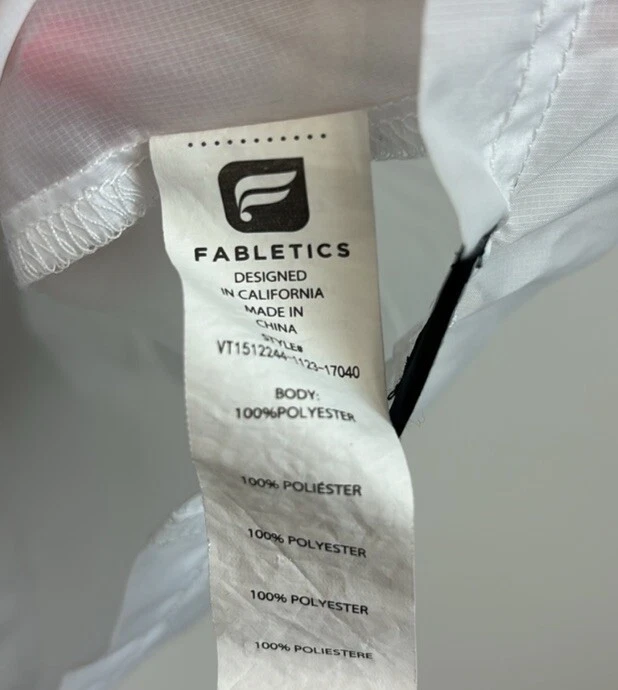 FABLETICS
DESIGNED
IN CALIFORNIA
MADE IN
CHINA
STYLE#
VT1512244-1123-17040
BODY:
100%POLYESTER
100% POLIÉSTER
100% POLYESTER
100% POLYESTER
100% POLIESTERE